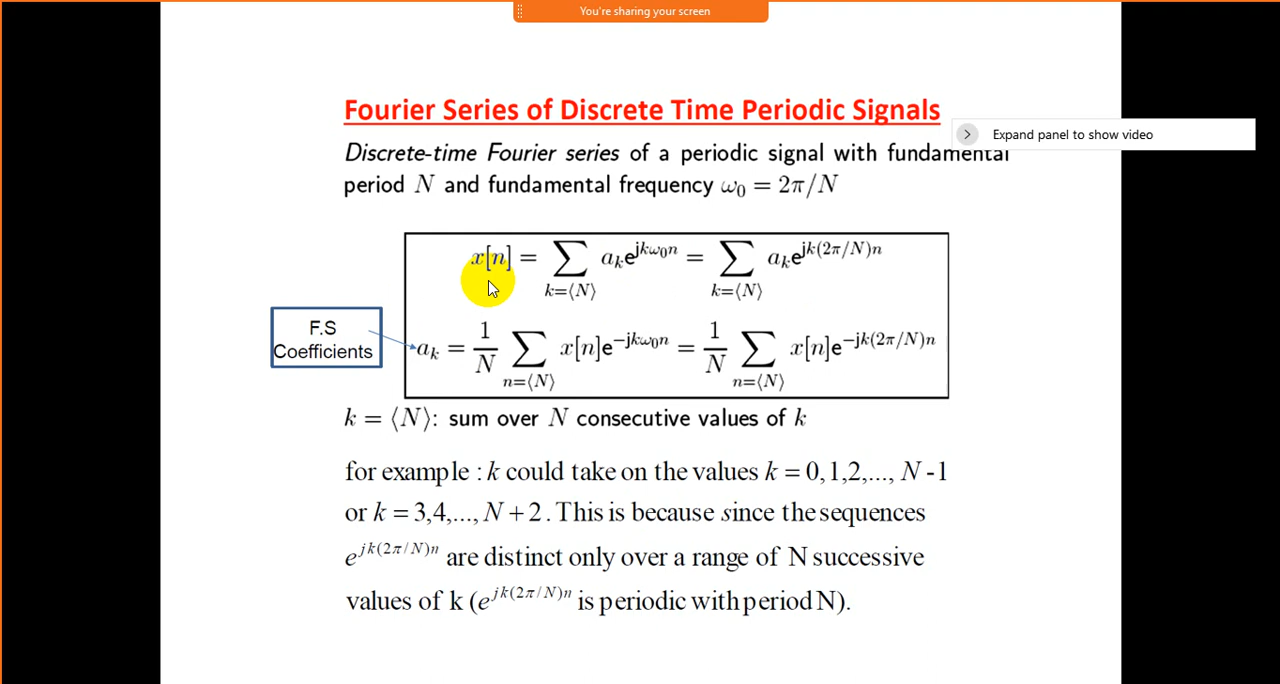 You're sharing your screen
Fourier Series of Discrete Time Periodic Signals
Expand panel to show video
Discrete-time Fourier series of a periodic signal with fundamental
period N and fundamental frequency ω₀ = 2π/N
x[n] = ∑_{k=⟨N⟩} aₖe^{jkω₀n} = ∑_{k=⟨N⟩} aₖe^{jk(2π/N)n}
F.S
Coefficients
aₖ = 1/N ∑_{n=⟨N⟩} x[n]e^{−jkω₀n} = 1/N ∑_{n=⟨N⟩} x[n]e^{−jk(2π/N)n}
k = ⟨N⟩: sum over N consecutive values of k
for example : k could take on the values k = 0,1,2,..., N -1
or k = 3,4,..., N + 2. This is because since the sequences
e^{jk(2π/N)n} are distinct only over a range of N successive
values of k (e^{jk(2π/N)n} is periodic with period N).